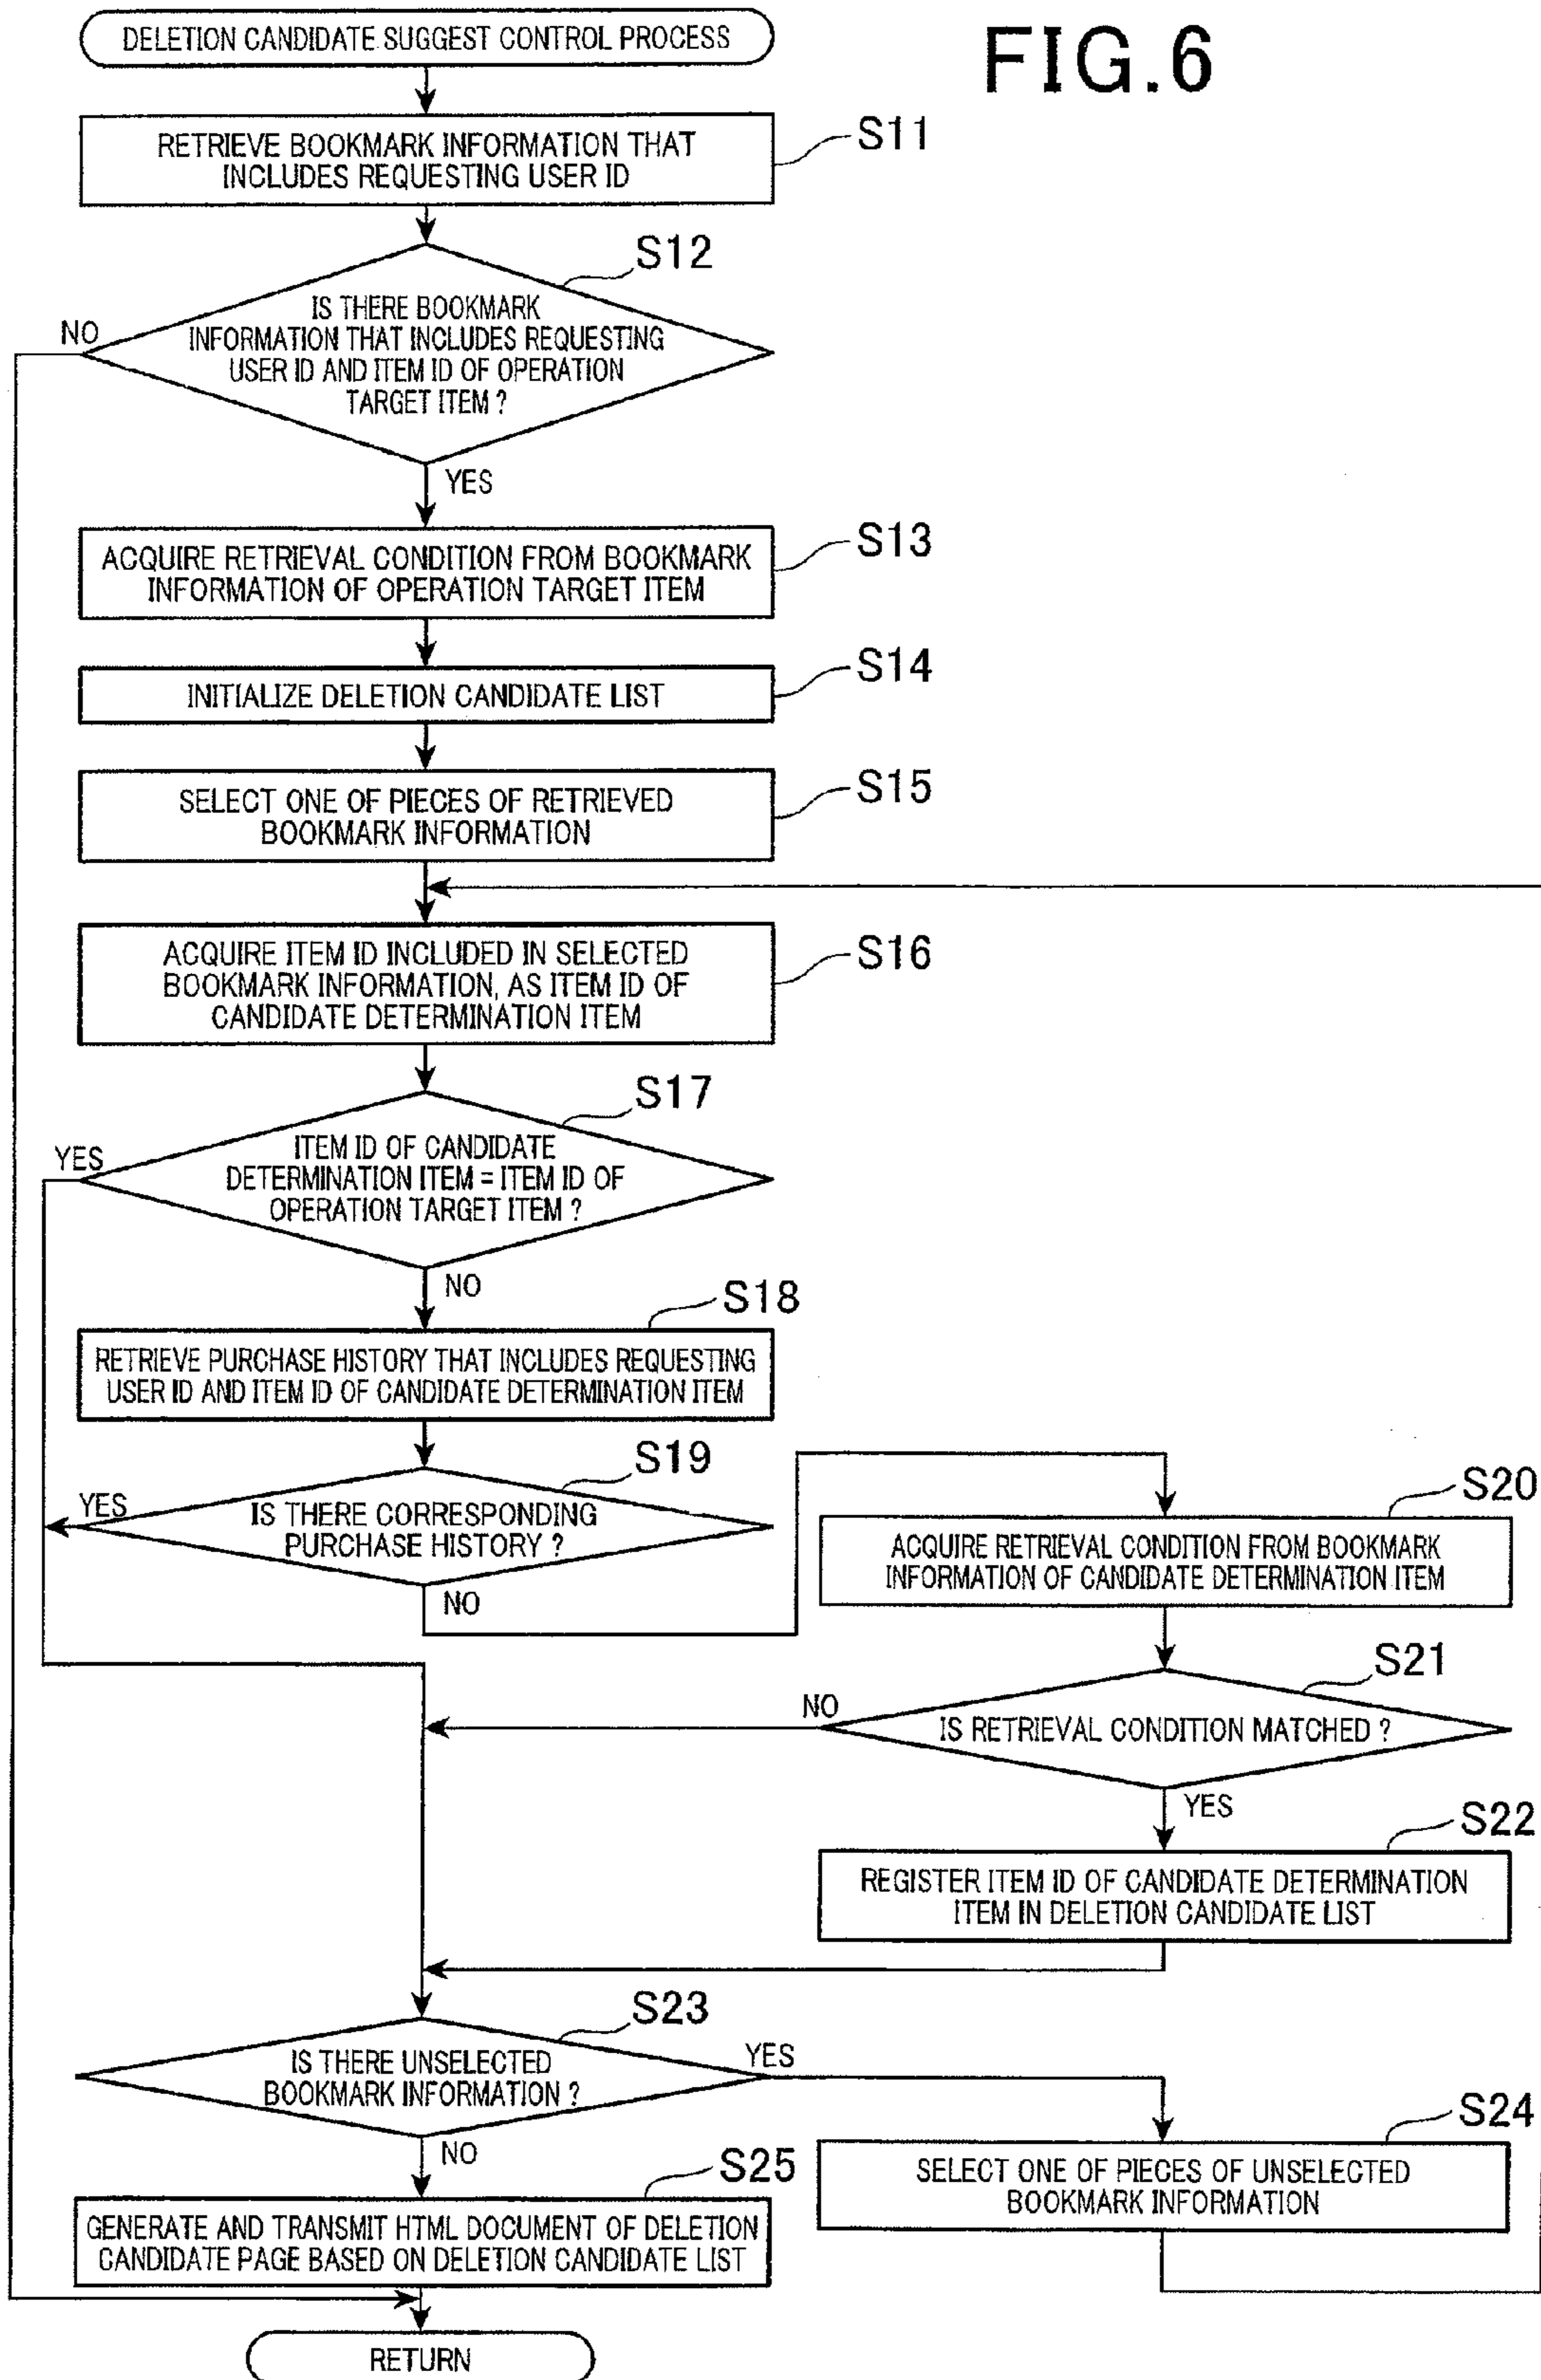 DELETION CANDIDATE SUGGEST CONTROL PROCESS
FIG.6
RETRIEVE BOOKMARK INFORMATION THAT
INCLUDES REQUESTING USER ID
S11
S12
IS THERE BOOKMARK
INFORMATION THAT INCLUDES REQUESTING
USER ID AND ITEM ID OF OPERATION
TARGET ITEM ?
NO
YES
ACQUIRE RETRIEVAL CONDITION FROM BOOKMARK
INFORMATION OF OPERATION TARGET ITEM
S13
INITIALIZE DELETION CANDIDATE LIST
S14
SELECT ONE OF PIECES OF RETRIEVED
BOOKMARK INFORMATION
S15
ACQUIRE ITEM ID INCLUDED IN SELECTED
BOOKMARK INFORMATION, AS ITEM ID OF
CANDIDATE DETERMINATION ITEM
S16
S17
ITEM ID OF CANDIDATE
DETERMINATION ITEM = ITEM ID OF
OPERATION TARGET ITEM ?
YES
NO
S18
RETRIEVE PURCHASE HISTORY THAT INCLUDES REQUESTING
USER ID AND ITEM ID OF CANDIDATE DETERMINATION ITEM
S19
IS THERE CORRESPONDING
PURCHASE HISTORY ?
YES
NO
S20
ACQUIRE RETRIEVAL CONDITION FROM BOOKMARK
INFORMATION OF CANDIDATE DETERMINATION ITEM
S21
IS RETRIEVAL CONDITION MATCHED ?
NO
YES
S22
REGISTER ITEM ID OF CANDIDATE DETERMINATION
ITEM IN DELETION CANDIDATE LIST
S23
IS THERE UNSELECTED
BOOKMARK INFORMATION ?
YES
NO
S24
SELECT ONE OF PIECES OF UNSELECTED
BOOKMARK INFORMATION
S25
GENERATE AND TRANSMIT HTML DOCUMENT OF DELETION
CANDIDATE PAGE BASED ON DELETION CANDIDATE LIST
RETURN